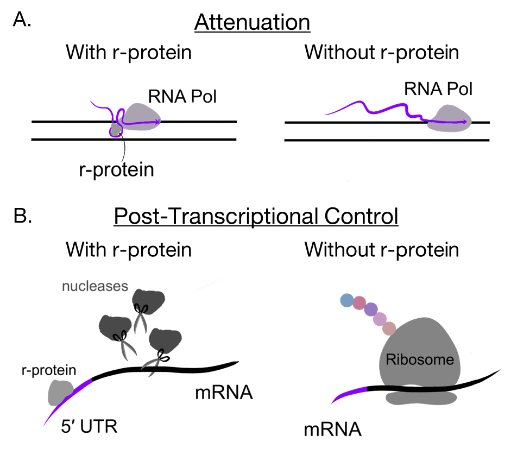 A.
Attenuation
With r-protein
Without r-protein
RNA Pol
RNA Pol
r-protein
B.
Post-Transcriptional Control
With r-protein
Without r-protein
nucleases
r-protein
Ribosome
mRNA
5′ UTR
mRNA